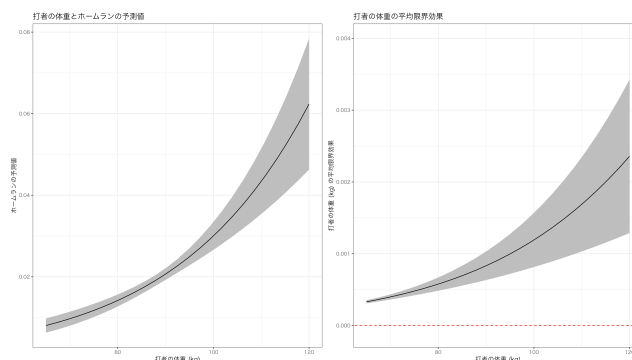 打者の体重とホームランの予測値
0.08
0.06
0.04
0.02
ホームランの予測値
80
100
120
打者の体重 (kg)
打者の体重の平均限界効果
0.004
0.003
0.002
0.001
0.000
打者の体重 (kg) の平均限界効果
80
100
打者の体重 (kg)